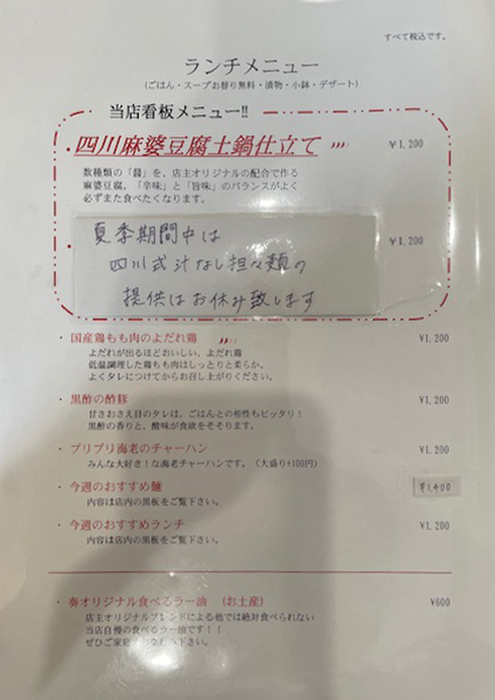 すべて税込です。
ランチメニュー
(ごはん・スープお替り無料・漬物・小鉢・デザート)
当店看板メニュー!!
・四川麻婆豆腐土鍋仕立て ¥1,200
数種類の「醤」を、店主オリジナルの配合で作る
麻婆豆腐。「辛味」と「旨味」のバランスがよく
必ずまた食べたくなります。
夏季期間中は
・四川式汁なし担々麺の ¥1,200
提供はお休み致します
・国産鶏もも肉のよだれ鶏 ¥1,200
よだれが出るほどおいしい、よだれ鶏
低温調理した鶏もも肉はしっとりと柔らか。
よくタレにつけてからお召し上がりください。
・黒酢の酢豚 ¥1,200
甘さおさえ目のタレは、ごはんとの相性もピッタリ!
黒酢の香りと、酸味が食欲をそそります。
・プリプリ海老のチャーハン ¥1,200
みんな大好き!な海老チャーハンです。(大盛り+100円)
・今週のおすすめ麺 ¥1,400
内容は店内の黒板をご覧下さい。
・今週のおすすめランチ ¥1,200
内容は店内の黒板をご覧下さい。
・奏オリジナル食べるラー油 (お土産) ¥600
店主オリジナルブレンドによる他では絶対食べられない
当店自慢の食べるラー油です!!
ぜひご家庭 下さい。